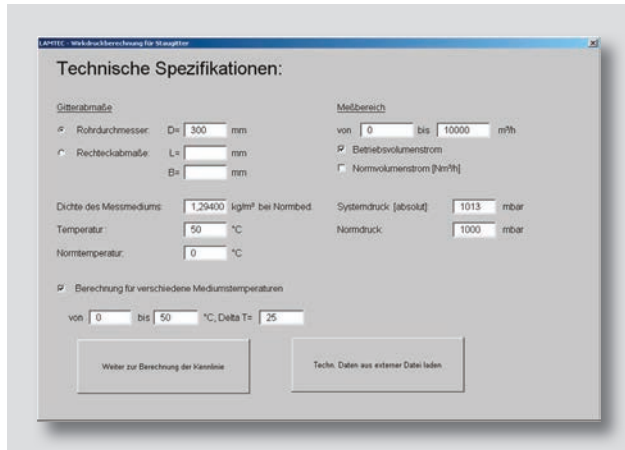 LAMTEC - Wirkdruckberechnung für Staugitter
Technische Spezifikationen:
Gitterabmaße
Meßbereich
Rohrdurchmesser: D= 300 mm
von 0 bis 10000 m³/h
Rechteckabmaße: L= mm
Betriebsvolumenstrom
B= mm
Normvolumenstrom [Nm³/h]
Dichte des Messmediums: 1,29400 kg/m³ bei Normbed.
Systemdruck [absolut]: 1013 mbar
Temperatur: 50 °C
Normdruck: 1000 mbar
Normtemperatur: 0 °C
Berechnung für verschiedene Mediumstemperaturen
von 0 bis 50 °C, Delta T= 25
Weiter zur Berechnung der Kennlinie
Techn. Daten aus externer Datei laden